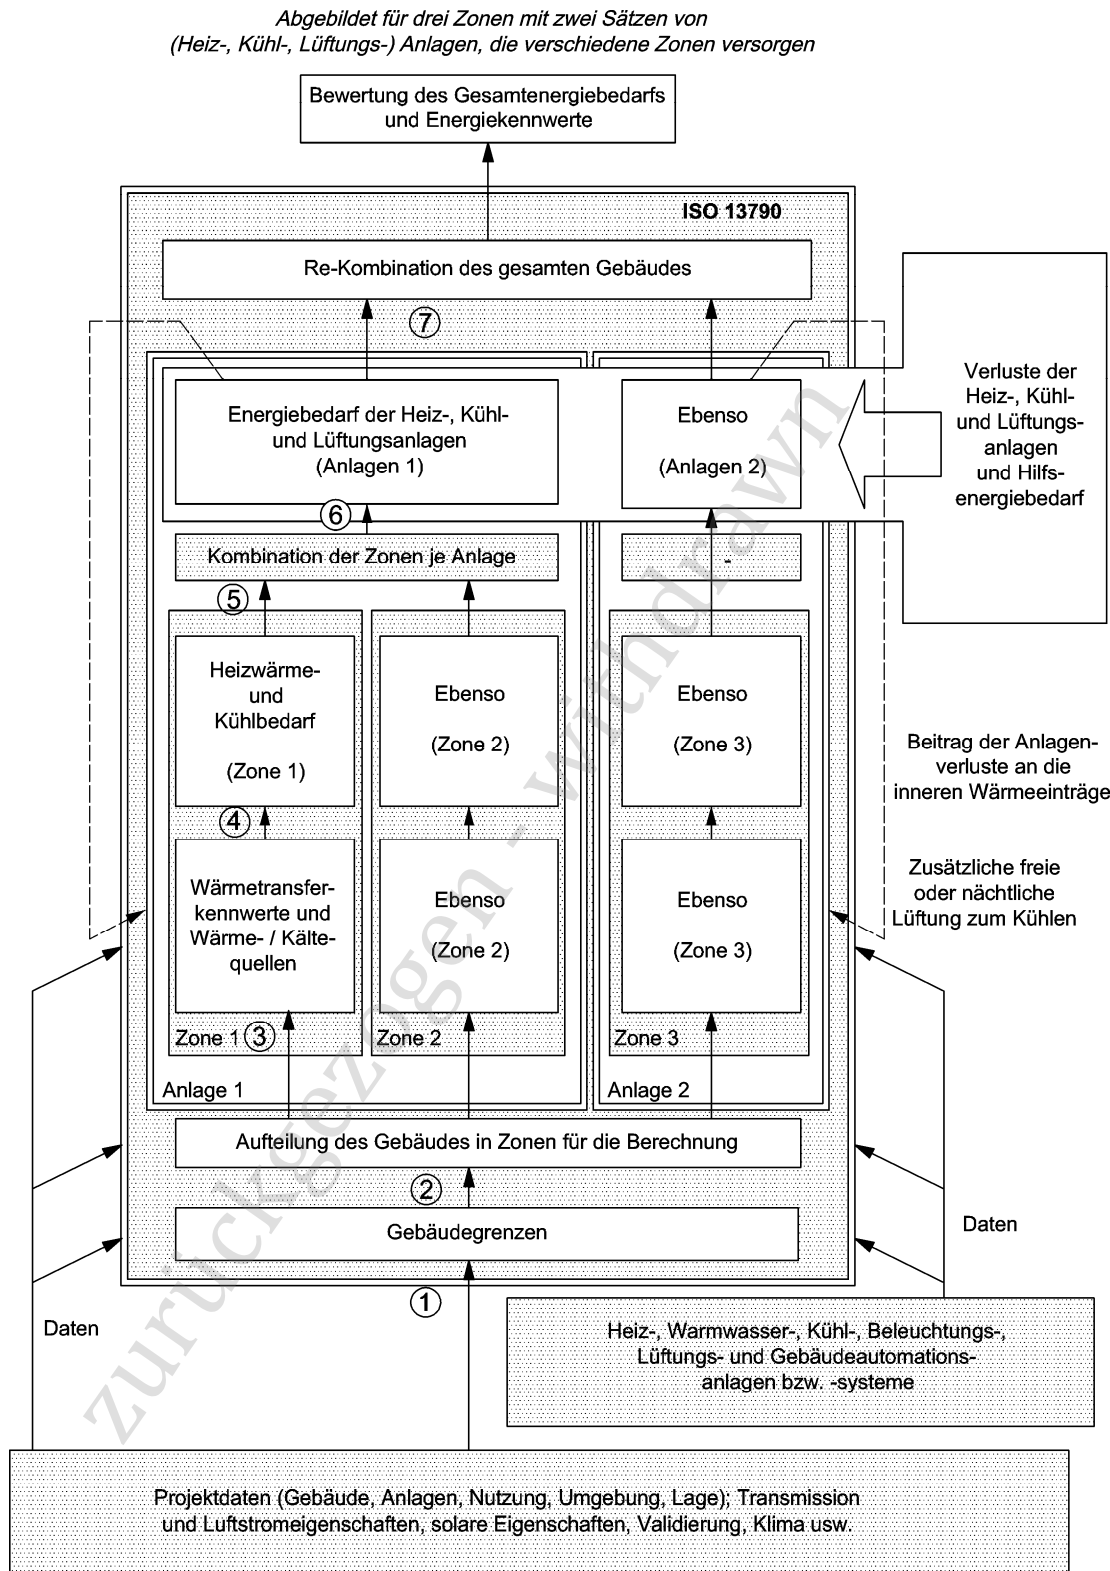 Abgebildet für drei Zonen mit zwei Sätzen von
(Heiz-, Kühl-, Lüftungs-) Anlagen, die verschiedene Zonen versorgen
Bewertung des Gesamtenergiebedarfs
und Energiekennwerte
ISO 13790
Re-Kombination des gesamten Gebäudes
7
Energiebedarf der Heiz-, Kühl-
und Lüftungsanlagen
(Anlagen 1)
Ebenso
(Anlagen 2)
Verluste der
Heiz-, Kühl-
und Lüftungs-
anlagen
und Hilfs-
energiebedarf
6
Kombination der Zonen je Anlage
-
5
Heizwärme-
und
Kühlbedarf
(Zone 1)
Ebenso
(Zone 2)
Ebenso
(Zone 3)
Beitrag der Anlagen-
verluste an die
inneren Wärmeeinträge
4
Wärmetransfer-
kennwerte und
Wärme- / Kälte-
quellen
Ebenso
(Zone 2)
Ebenso
(Zone 3)
Zusätzliche freie
oder nächtliche
Lüftung zum Kühlen
Zone 1
3
Zone 2
Zone 3
Anlage 1
Anlage 2
Aufteilung des Gebäudes in Zonen für die Berechnung
2
Gebäudegrenzen
Daten
1
Daten
Heiz-, Warmwasser-, Kühl-, Beleuchtungs-,
Lüftungs- und Gebäudeautomations-
anlagen bzw. -systeme
Projektdaten (Gebäude, Anlagen, Nutzung, Umgebung, Lage); Transmission
und Luftstromeigenschaften, solare Eigenschaften, Validierung, Klima usw.
zurückgezogen - withdrawn